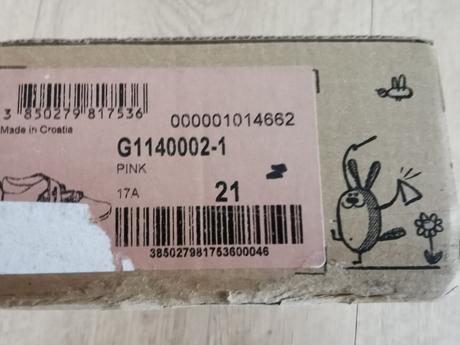 3 850279 817536
Made in Croatia
000001014662
G1140002-1
PINK
17A
21
385027981753600046